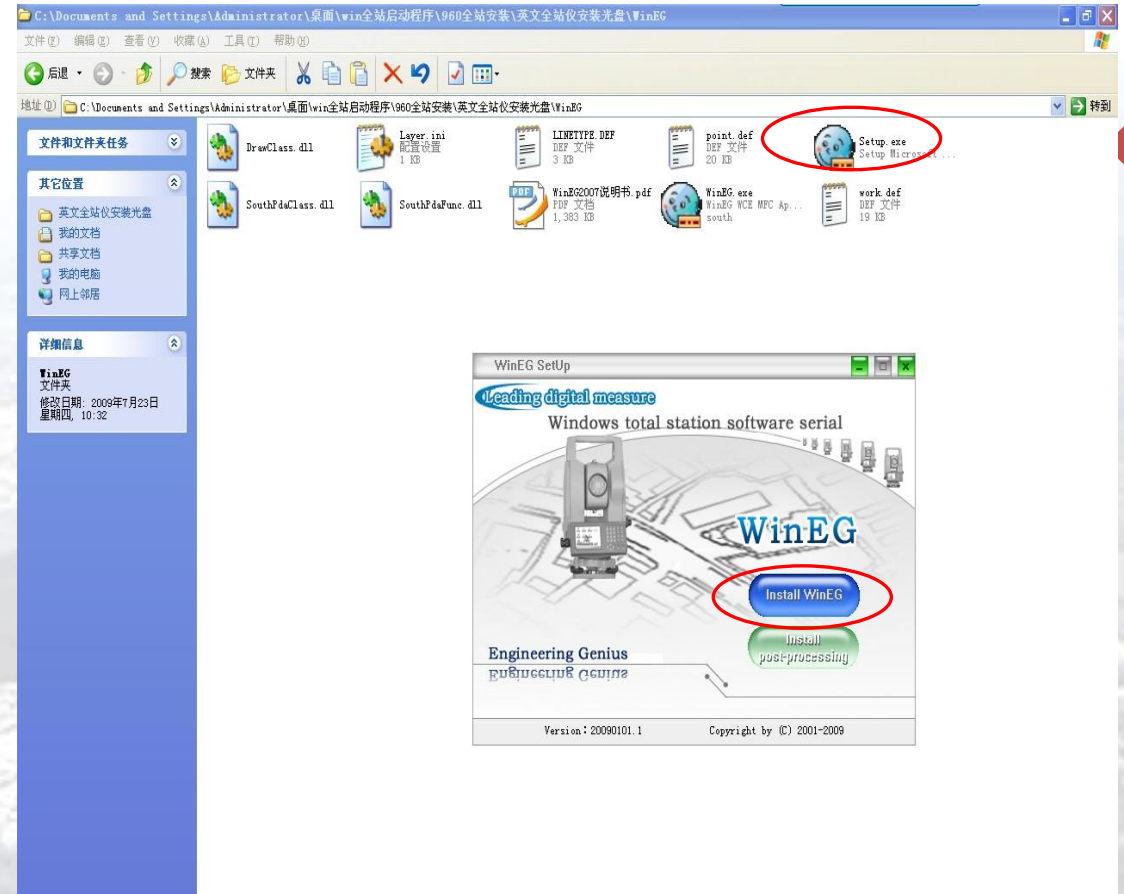 C:\Documents and Settings\Administrator\桌面\win全站启动程序\960全站安装\英文全站仪安装光盘\WinEG
文件(F) 编辑(E) 查看(V) 收藏(A) 工具(T) 帮助(H)
后退 搜索 文件夹
地址(D) C:\Documents and Settings\Administrator\桌面\win全站启动程序\960全站安装\英文全站仪安装光盘\WinEG 转到
文件和文件夹任务
其它位置
英文全站仪安装光盘
我的文档
共享文档
我的电脑
网上邻居
详细信息
WinEG
文件夹
修改日期: 2009年7月23日
星期四, 10:32
DrawClass.dll
Layer.ini
配置设置
1 KB
LINETYPE.DEF
DEF 文件
3 KB
point.def
DEF 文件
20 KB
Setup.exe
Setup Microsoft ...
SouthPdaClass.dll
SouthPdaFunc.dll
PDF
WinEG2007说明书.pdf
PDF 文档
1,383 KB
WinEG.exe
WinEG WCE MFC Ap...
south
work.def
DEF 文件
19 KB
WinEG SetUp
Leading digital measure
Windows total station software serial
WinEG
Install WinEG
Install
post-processing
Engineering Genius
Version：20090101.1 Copyright by (C) 2001-2009